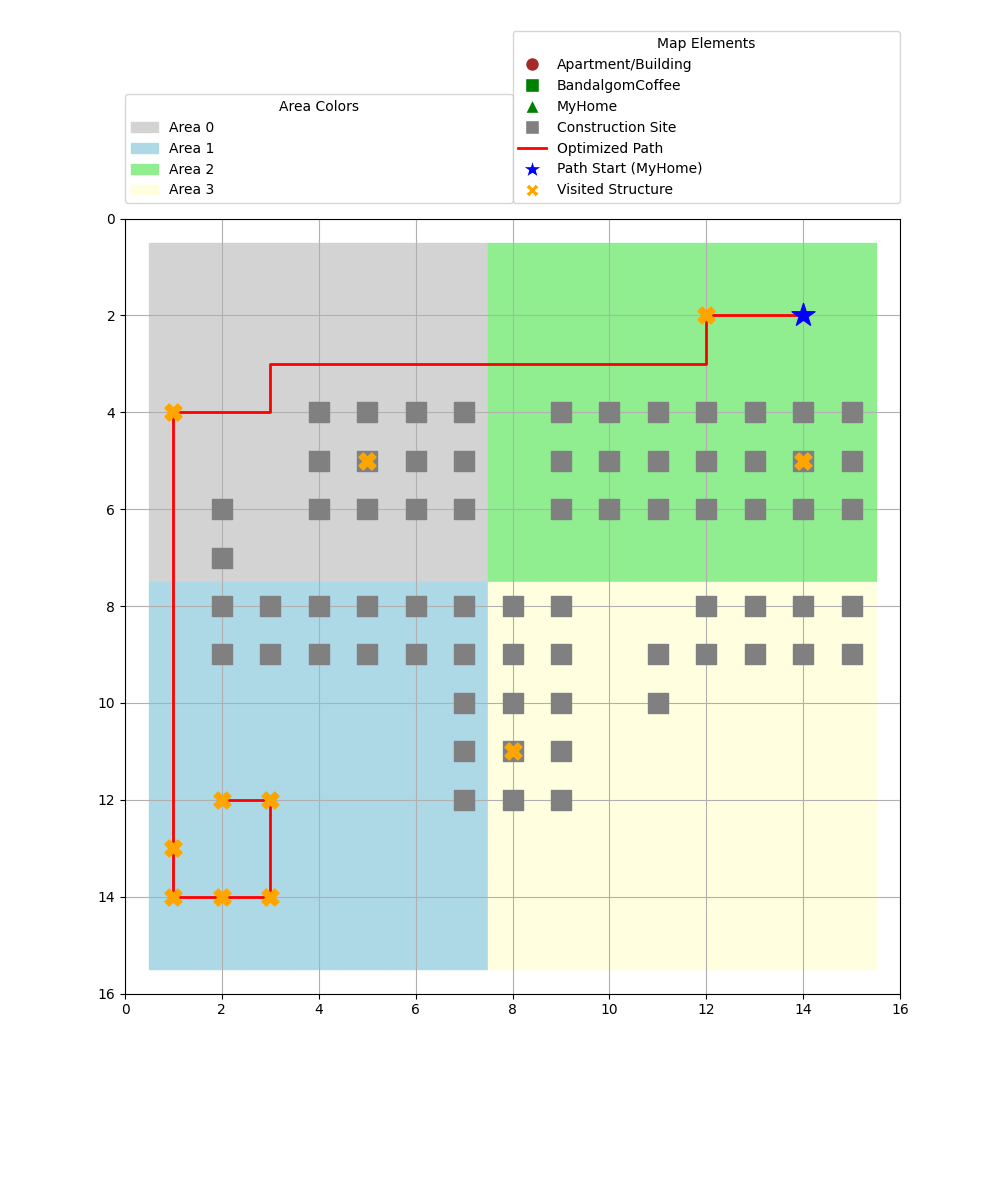 Map Elements
Apartment/Building
BandalgomCoffee
MyHome
Construction Site
Optimized Path
Path Start (MyHome)
Visited Structure
Area Colors
Area 0
Area 1
Area 2
Area 3
0
2
4
6
8
10
12
14
16
0 2 4 6 8 10 12 14 16